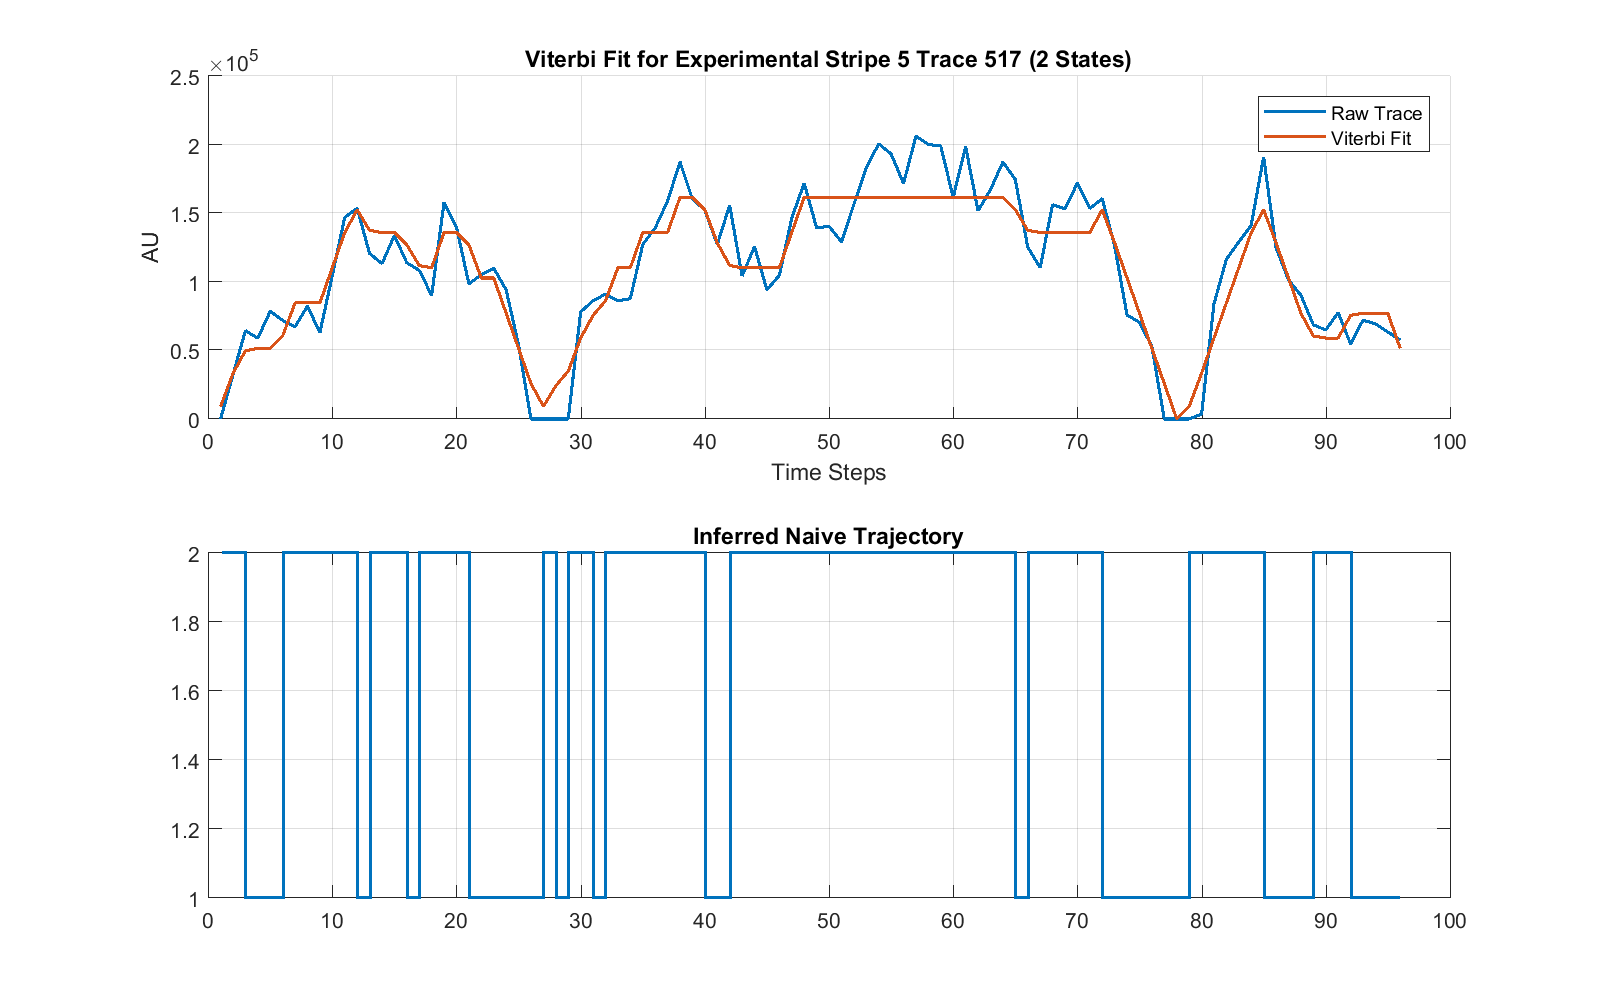 Viterbi Fit for Experimental Stripe 5 Trace 517 (2 States)
×10^5
2.5
2
1.5
1
0.5
0
AU
Raw Trace
Viterbi Fit
0 10 20 30 40 50 60 70 80 90 100
Time Steps
Inferred Naive Trajectory
2
1.8
1.6
1.4
1.2
1
0 10 20 30 40 50 60 70 80 90 100